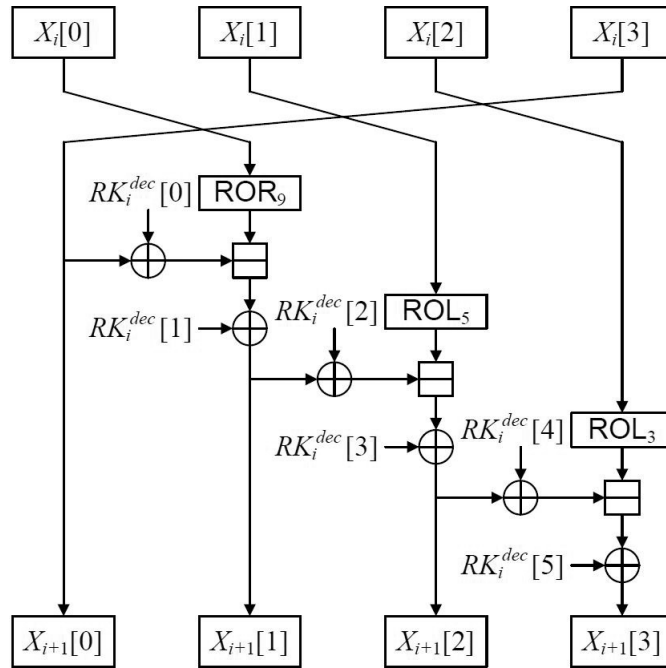 X_i[0] X_i[1] X_i[2] X_i[3]
RK_i^{dec}[0] ROR_9
RK_i^{dec}[1] RK_i^{dec}[2] ROL_5
RK_i^{dec}[3] RK_i^{dec}[4] ROL_3
RK_i^{dec}[5]
X_{i+1}[0] X_{i+1}[1] X_{i+1}[2] X_{i+1}[3]